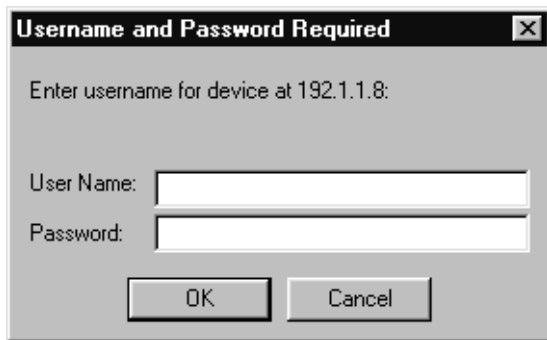 Username and Password Required
Enter username for device at 192.1.1.8:
User Name:
Password:
OK Cancel